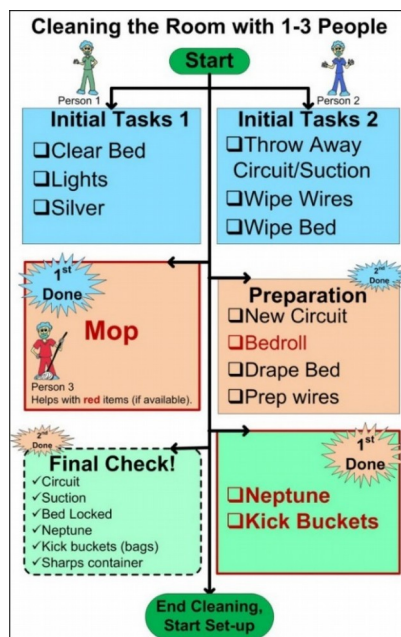 Cleaning the Room with 1-3 People
Start
Person 1
Person 2
Initial Tasks 1
❑Clear Bed
❑Lights
❑Silver
Initial Tasks 2
❑Throw Away
Circuit/Suction
❑Wipe Wires
❑Wipe Bed
1st
Done
Mop
Person 3
Helps with red items (if available).
2nd
Done
Preparation
❑New Circuit
❑Bedroll
❑Drape Bed
❑Prep wires
2nd
Done
Final Check!
✓Circuit
✓Suction
✓Bed Locked
✓Neptune
✓Kick buckets (bags)
✓Sharps container
1st
Done
❑Neptune
❑Kick Buckets
End Cleaning,
Start Set-up